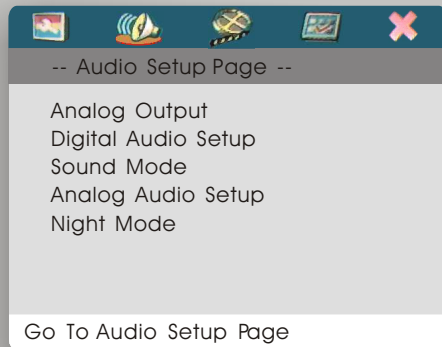 -- Audio Setup Page --
Analog Output
Digital Audio Setup
Sound Mode
Analog Audio Setup
Night Mode
Go To Audio Setup Page